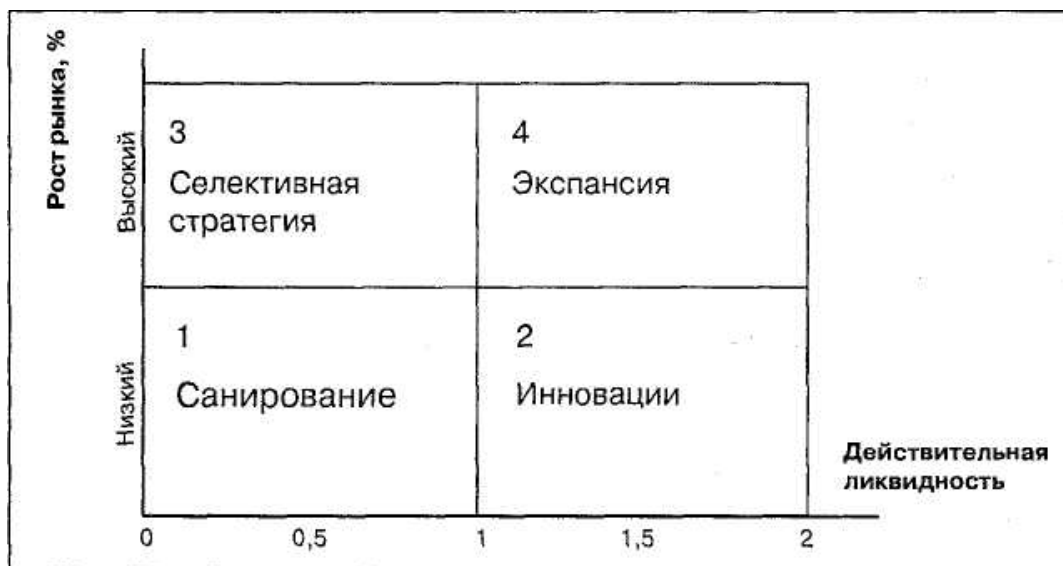 Рост рынка, %
Высокий
Низкий
3
Селективная
стратегия
4
Экспансия
1
Санирование
2
Инновации
Действительная
ликвидность
0
0,5
1
1,5
2